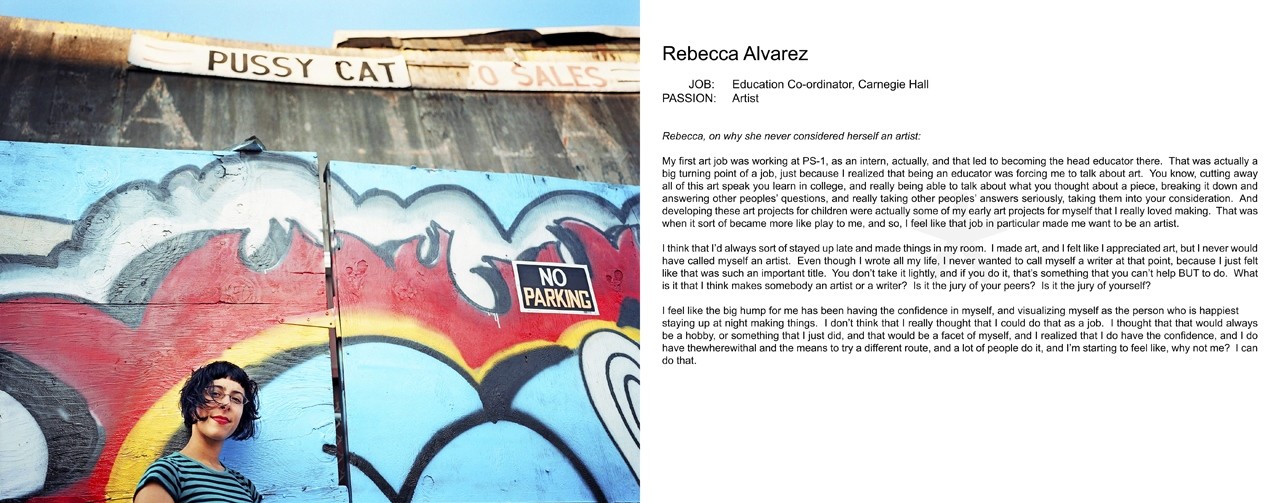 PUSSY CAT
O SALES
NO
PARKING
Rebecca Alvarez
JOB: Education Co-ordinator, Carnegie Hall
PASSION: Artist
Rebecca, on why she never considered herself an artist:
My first art job was working at PS-1, as an intern, actually, and that led to becoming the head educator there. That was actually a
big turning point of a job, just because I realized that being an educator was forcing me to talk about art. You know, cutting away
all of this art speak you learn in college, and really being able to talk about what you thought about a piece, breaking it down and
answering other peoples' questions, and really taking other peoples' answers seriously, taking them into your consideration. And
developing these art projects for children were actually some of my early art projects for myself that I really loved making. That was
when it sort of became more like play to me, and so, I feel like that job in particular made me want to be an artist.
I think that I'd always sort of stayed up late and made things in my room. I made art, and I felt like I appreciated art, but I never would
have called myself an artist. Even though I wrote all my life, I never wanted to call myself a writer at that point, because I just felt
like that was such an important title. You don't take it lightly, and if you do it, that's something that you can't help BUT to do. What
is it that I think makes somebody an artist or a writer? Is it the jury of your peers? Is it the jury of yourself?
I feel like the big hump for me has been having the confidence in myself, and visualizing myself as the person who is happiest
staying up at night making things. I don't think that I really thought that I could do that as a job. I thought that that would always
be a hobby, or something that I just did, and that would be a facet of myself, and I realized that I do have the confidence, and I do
have thewherewithal and the means to try a different route, and a lot of people do it, and I'm starting to feel like, why not me? I can
do that.